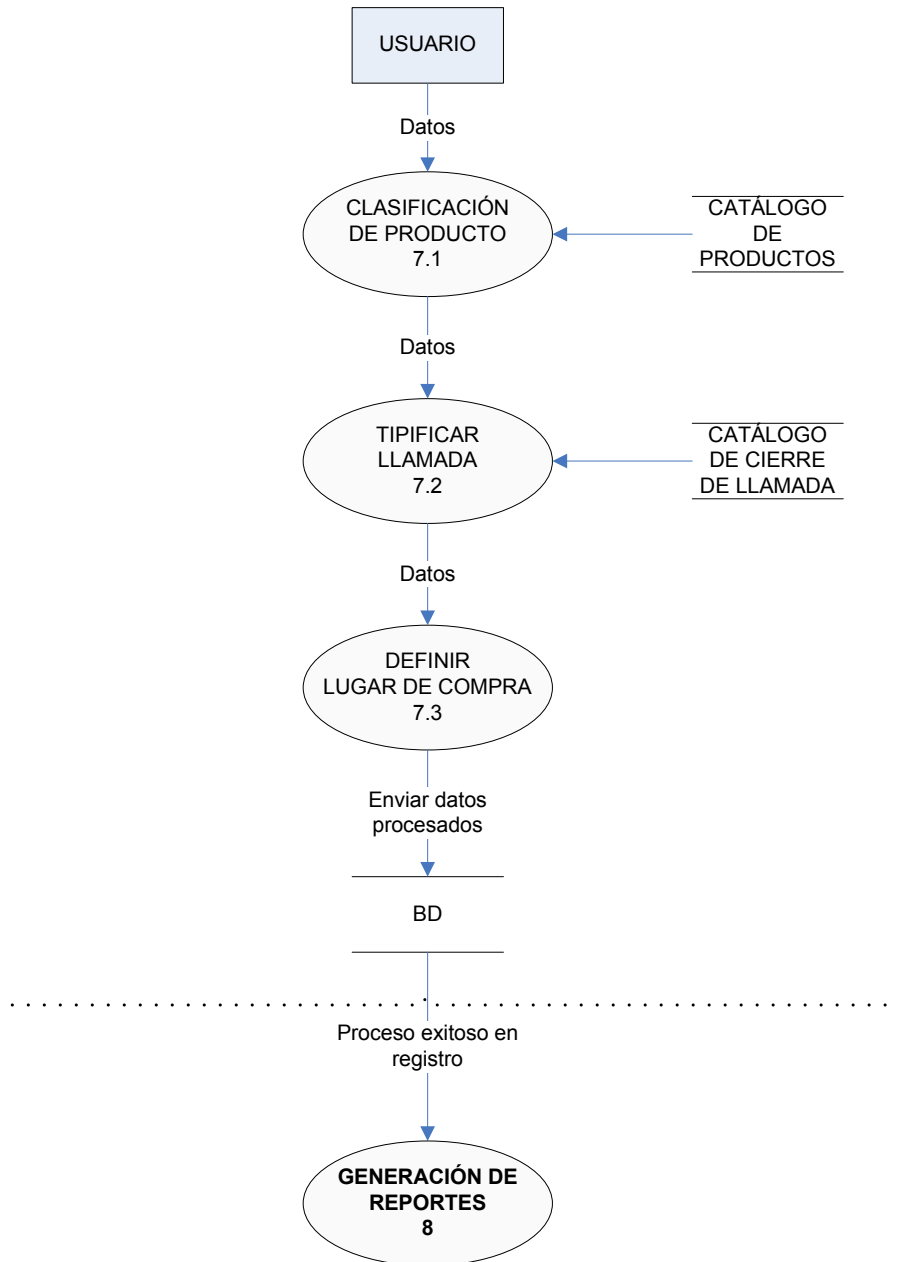 USUARIO
Datos
CLASIFICACIÓN
DE PRODUCTO
7.1
CATÁLOGO
DE
PRODUCTOS
Datos
TIPIFICAR
LLAMADA
7.2
CATÁLOGO
DE CIERRE
DE LLAMADA
Datos
DEFINIR
LUGAR DE COMPRA
7.3
Enviar datos
procesados
BD
Proceso exitoso en
registro
GENERACIÓN DE
REPORTES
8